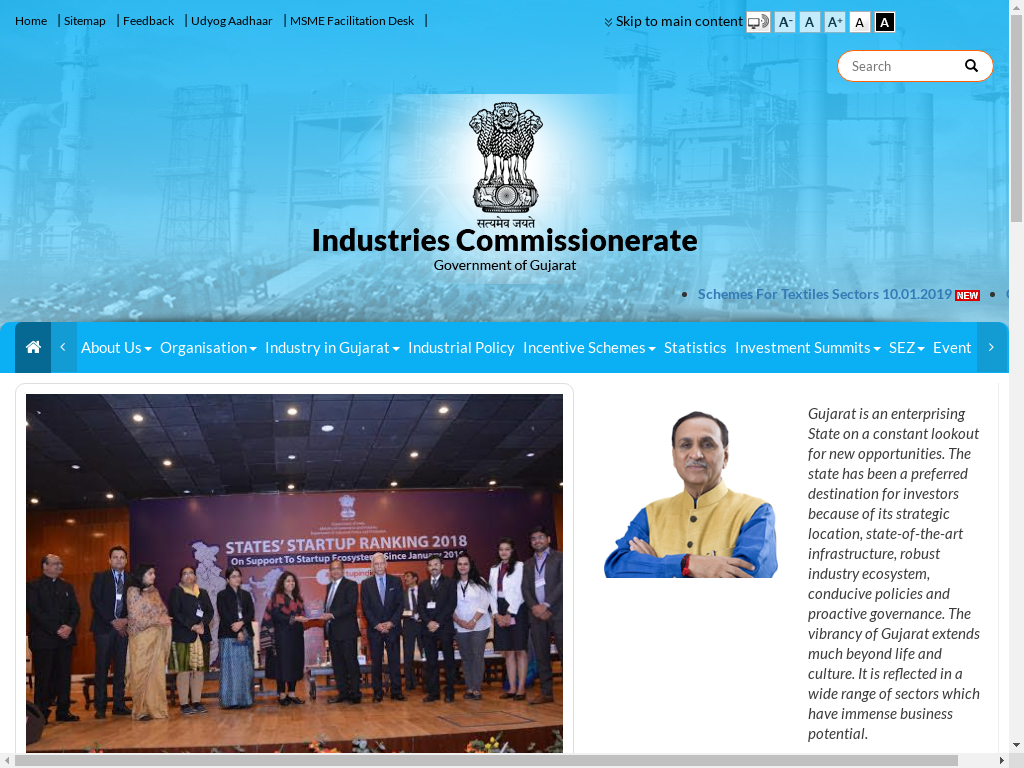 Home | Sitemap | Feedback | Udyog Aadhaar | MSME Facilitation Desk |
Skip to main content A- A A+ A A
Search
सत्यमेव जयते
Industries Commissionerate
Government of Gujarat
• Schemes For Textiles Sectors 10.01.2019 NEW •
About Us Organisation Industry in Gujarat Industrial Policy Incentive Schemes Statistics Investment Summits SEZ Event
STATES' STARTUP RANKING 2018
On Support To Startup Ecosystems Since January 2016
Gujarat is an enterprising
State on a constant lookout
for new opportunities. The
state has been a preferred
destination for investors
because of its strategic
location, state-of-the-art
infrastructure, robust
industry ecosystem,
conducive policies and
proactive governance. The
vibrancy of Gujarat extends
much beyond life and
culture. It is reflected in a
wide range of sectors which
have immense business
potential.